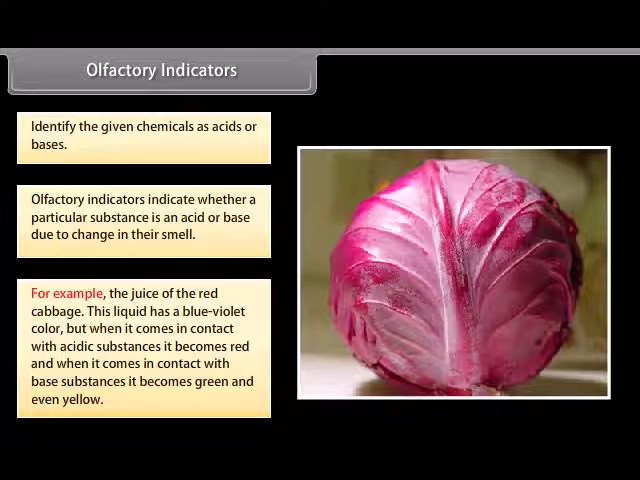 Olfactory Indicators
Identify the given chemicals as acids or
bases.
Olfactory indicators indicate whether a
particular substance is an acid or base
due to change in their smell.
For example, the juice of the red
cabbage. This liquid has a blue-violet
color, but when it comes in contact
with acidic substances it becomes red
and when it comes in contact with
base substances it becomes green and
even yellow.